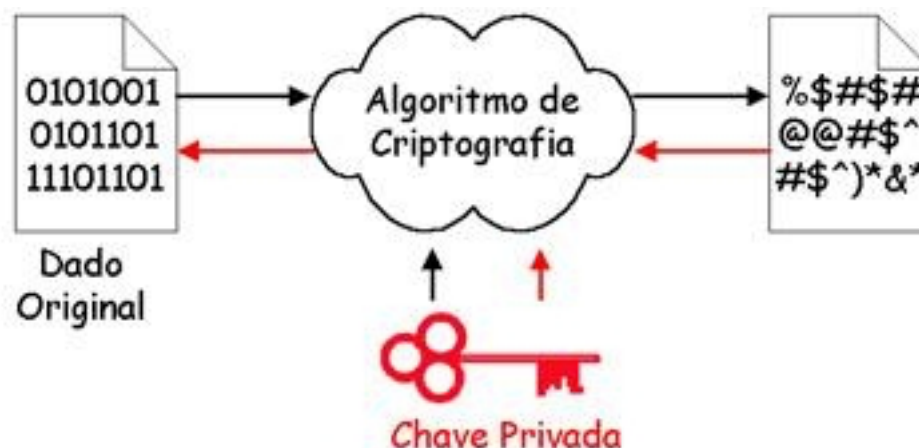 0101001
0101101
11101101
Dado
Original
Algoritmo de
Criptografia
%$#$#
@@#$^
#$^)*&*
Chave Privada